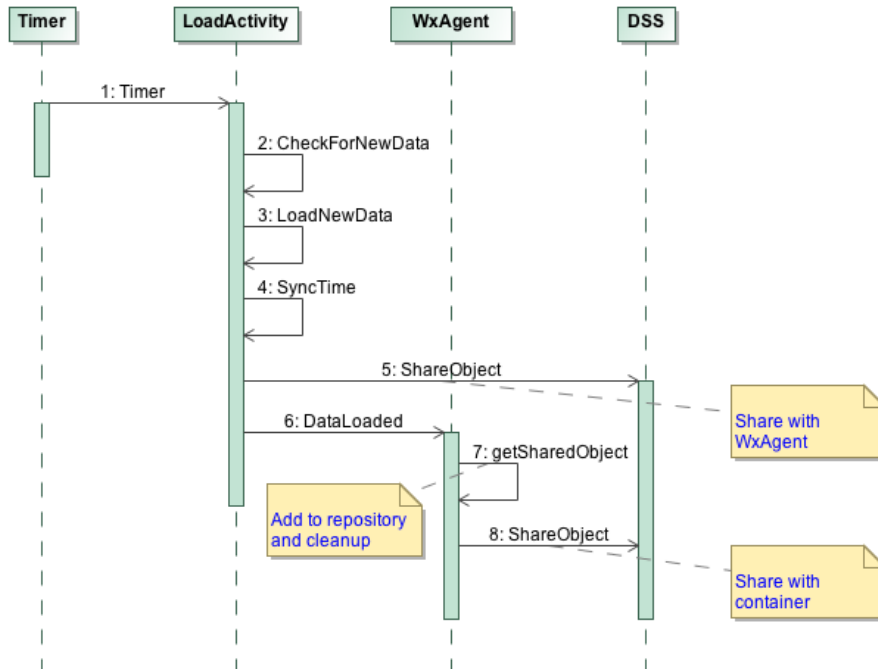 Timer
LoadActivity
WxAgent
DSS
1: Timer
2: CheckForNewData
3: LoadNewData
4: SyncTime
5: ShareObject
Share with
WxAgent
6: DataLoaded
7: getSharedObject
Add to repository
and cleanup
8: ShareObject
Share with
container